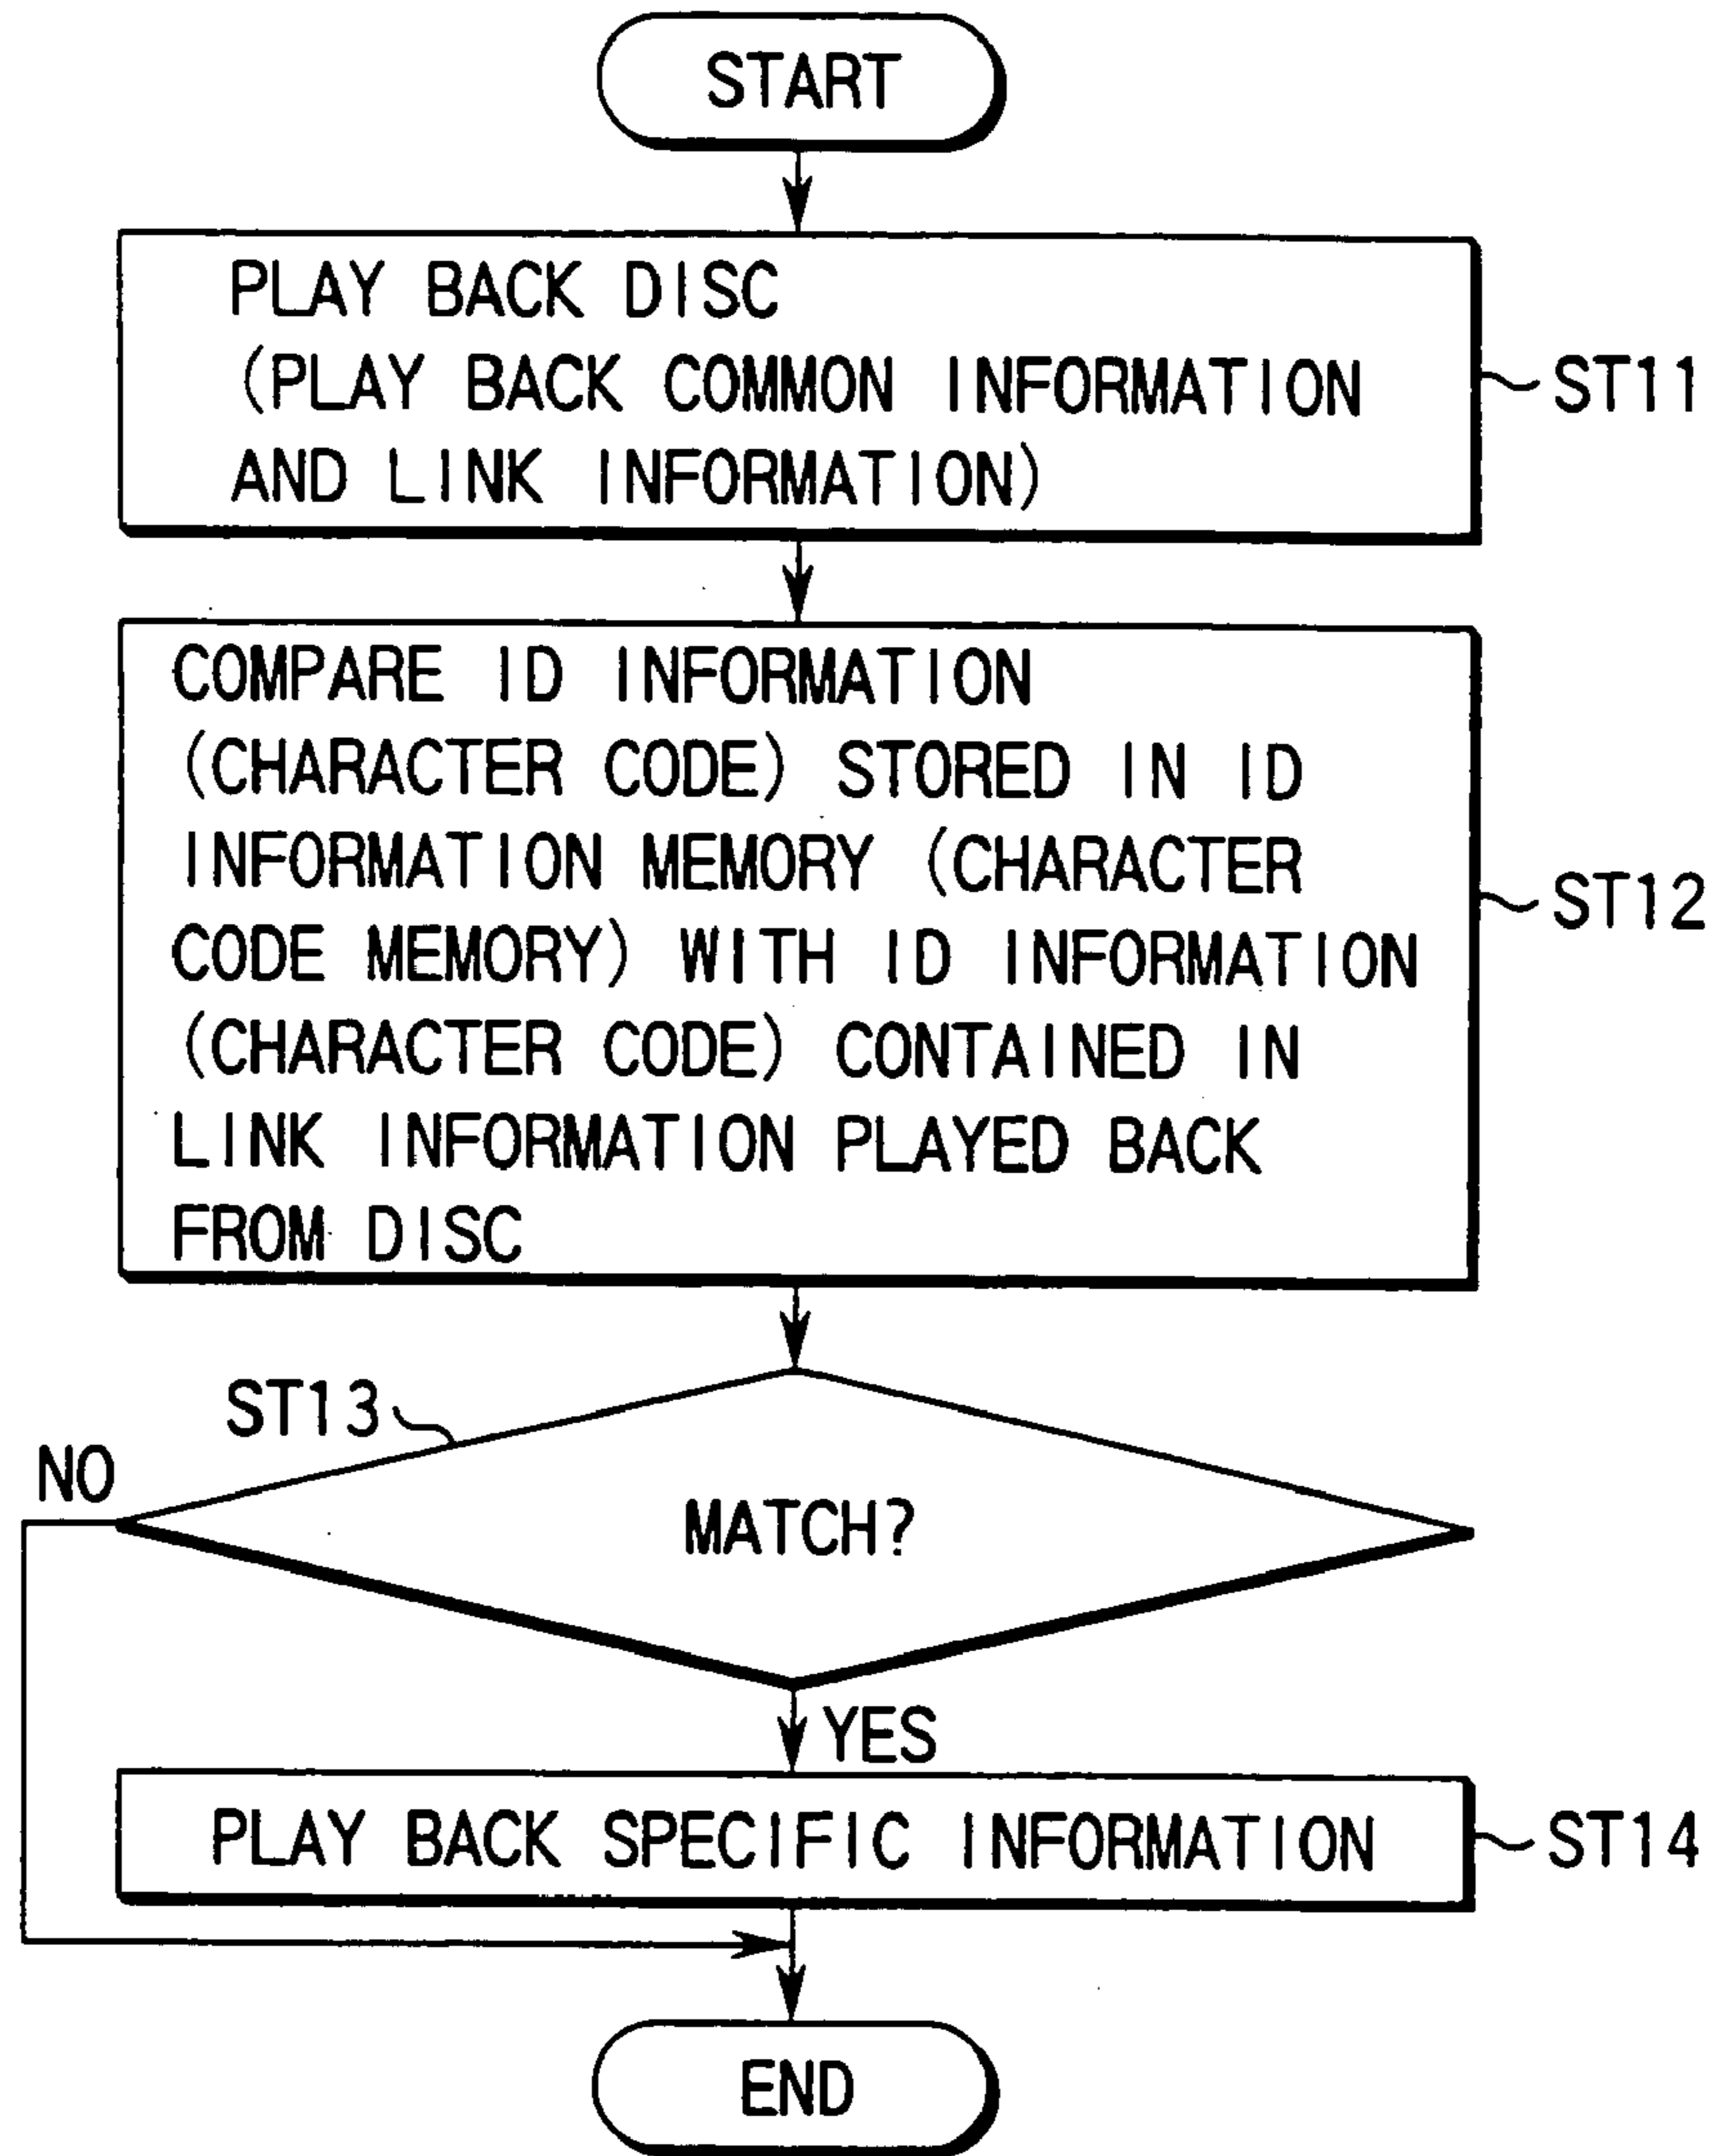 START
PLAY BACK DISC
(PLAY BACK COMMON INFORMATION
AND LINK INFORMATION)
ST11
COMPARE ID INFORMATION
(CHARACTER CODE) STORED IN ID
INFORMATION MEMORY (CHARACTER
CODE MEMORY) WITH ID INFORMATION
(CHARACTER CODE) CONTAINED IN
LINK INFORMATION PLAYED BACK
FROM DISC
ST12
ST13
NO
MATCH?
YES
PLAY BACK SPECIFIC INFORMATION
ST14
END